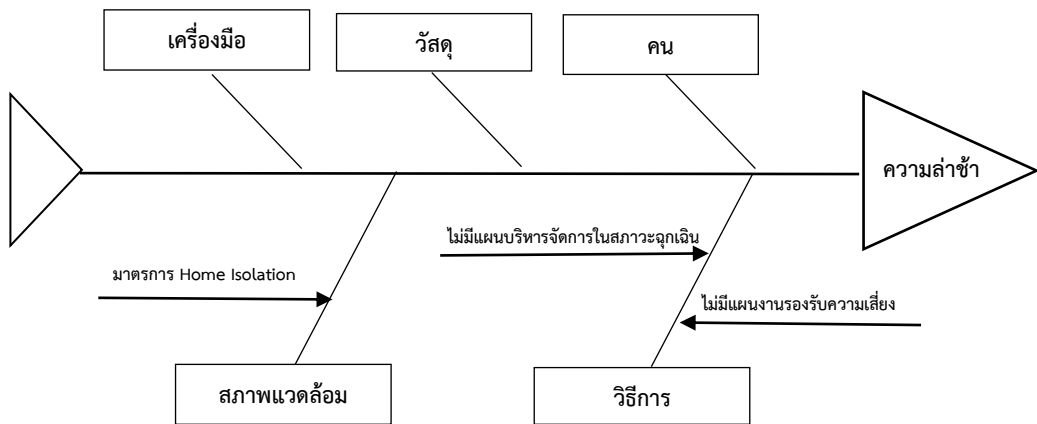 เครื่องมือ
วัสดุ
คน
ความล่าช้า
ไม่มีแผนบริหารจัดการในสภาวะฉุกเฉิน
มาตรการ Home Isolation
ไม่มีแผนงานรองรับความเสี่ยง
สภาพแวดล้อม
วิธีการ